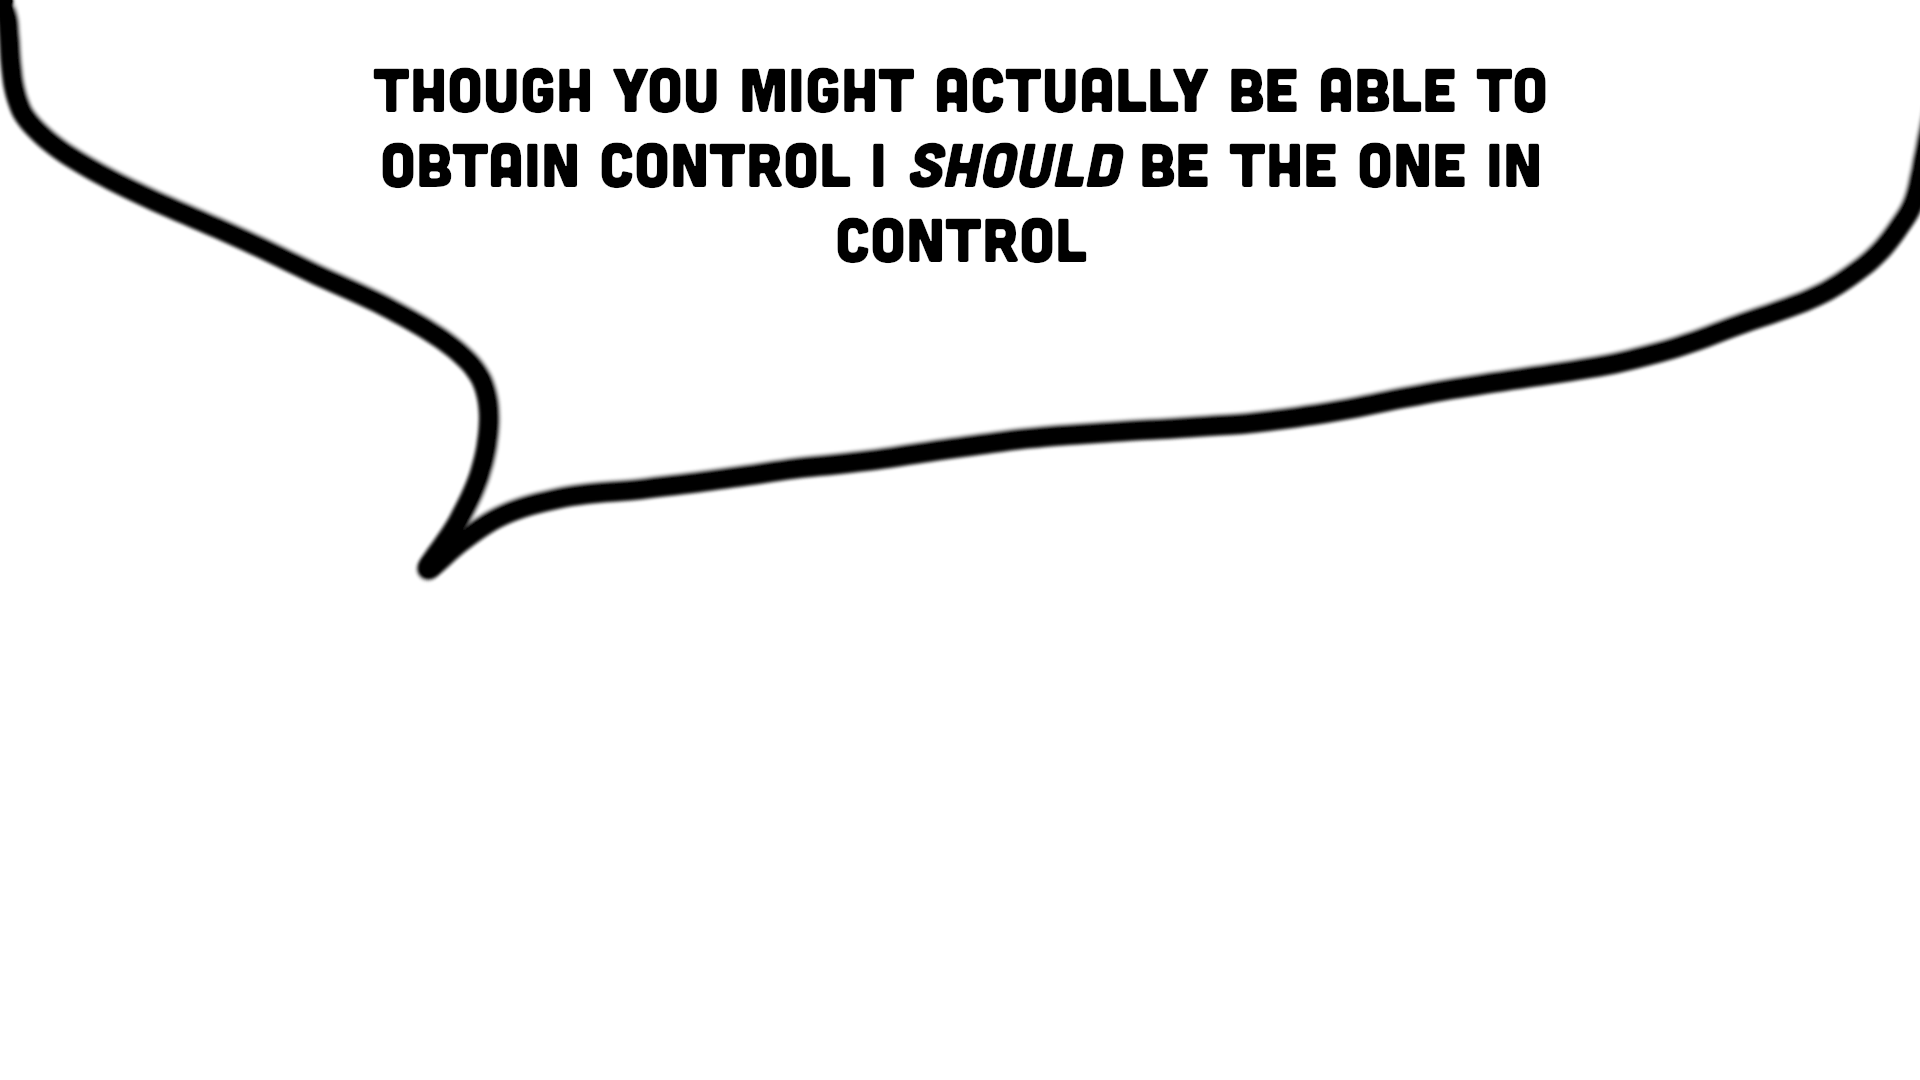 THOUGH YOU MIGHT ACTUALLY BE ABLE TO
OBTAIN CONTROL I SHOULD BE THE ONE IN
CONTROL